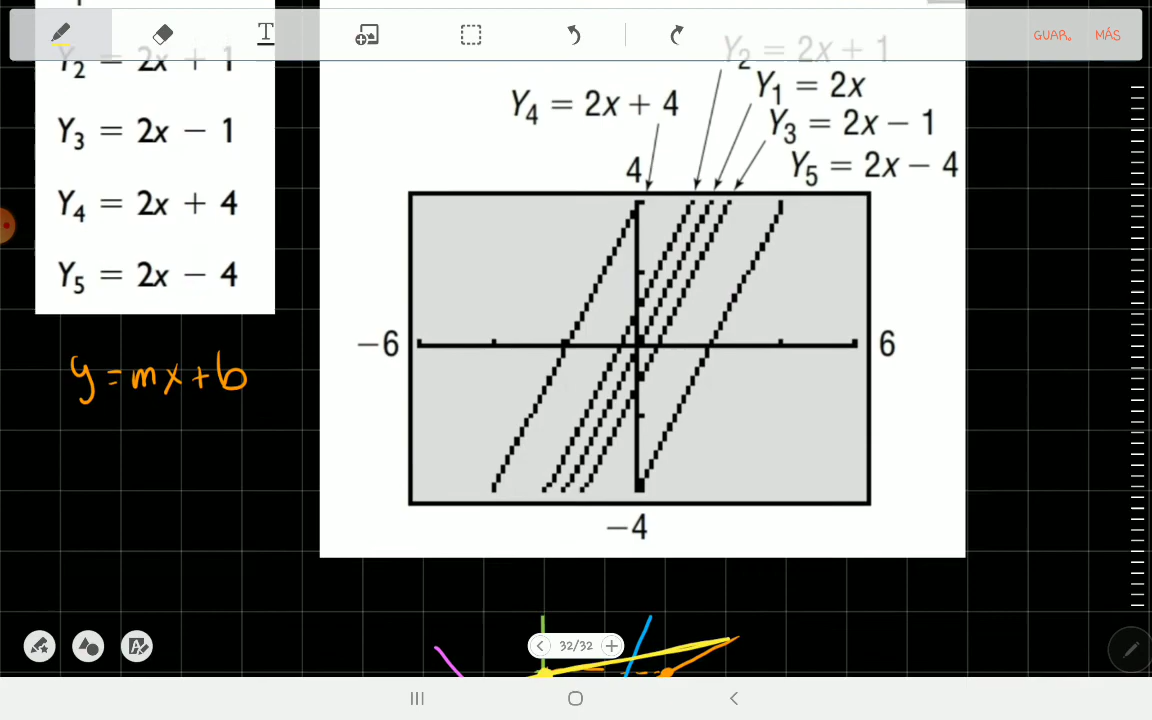 T
GUAR. MÁS
Y2 = 2x + 1
Y3 = 2x − 1
Y4 = 2x + 4
Y5 = 2x − 4
y = mx + b
Y2 = 2x + 1
Y1 = 2x
Y4 = 2x + 4
Y3 = 2x − 1
Y5 = 2x − 4
4
−6
6
−4
32/32